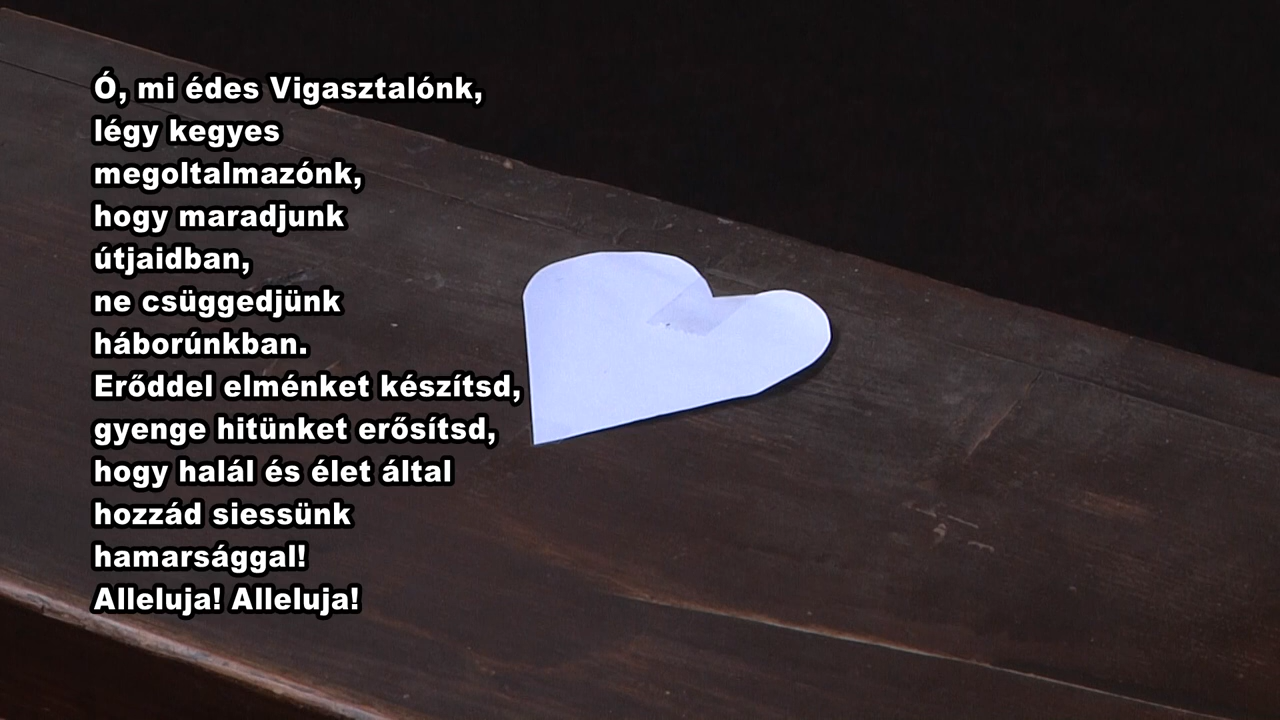 Ó, mi édes Vigasztalónk,
légy kegyes
megoltalmazónk,
hogy maradjunk
útjaidban,
ne csüggedjünk
háborúnkban.
Erőddel elménket készítsd,
gyenge hitünket erősítsd,
hogy halál és élet által
hozzád siessünk
hamarsággal!
Alleluja! Alleluja!